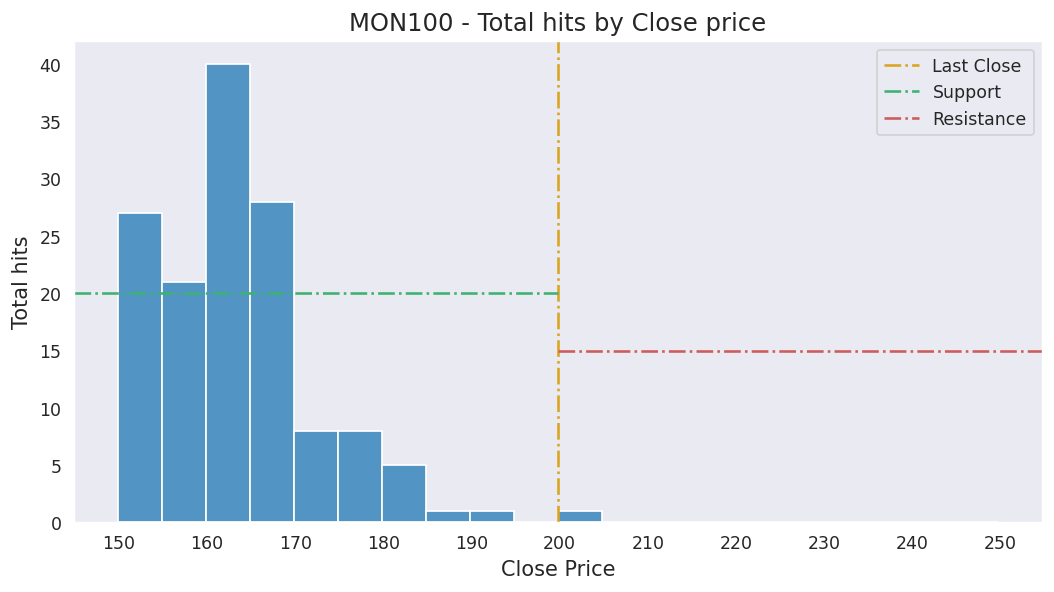 MON100 - Total hits by Close price
Last Close
Support
Resistance
Total hits
40
35
30
25
20
15
10
5
0
150 160 170 180 190 200 210 220 230 240 250
Close Price